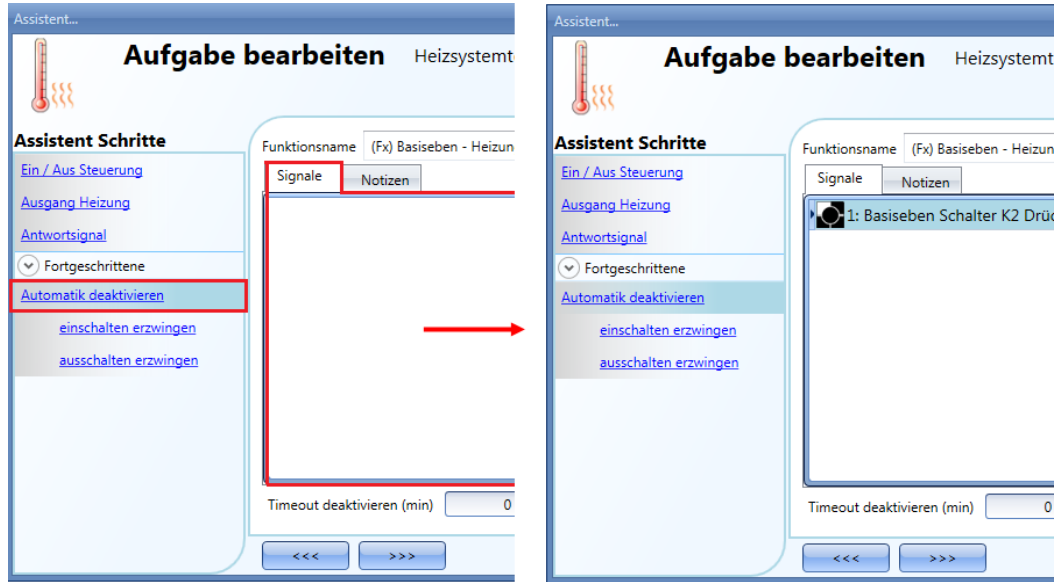 Assistent...
Aufgabe bearbeiten Heizsystemt
Assistent Schritte
Ein / Aus Steuerung
Ausgang Heizung
Antwortsignal
Fortgeschrittene
Automatik deaktivieren
einschalten erzwingen
ausschalten erzwingen
Funktionsname (Fx) Basiseben - Heizun
Signale Notizen
Timeout deaktivieren (min) 0
<<< >>>
Assistent...
Aufgabe bearbeiten Heizsystemt
Assistent Schritte
Ein / Aus Steuerung
Ausgang Heizung
Antwortsignal
Fortgeschrittene
Automatik deaktivieren
einschalten erzwingen
ausschalten erzwingen
Funktionsname (Fx) Basiseben - Heizun
Signale Notizen
1: Basiseben Schalter K2 Drüc
Timeout deaktivieren (min) 0
<<< >>>